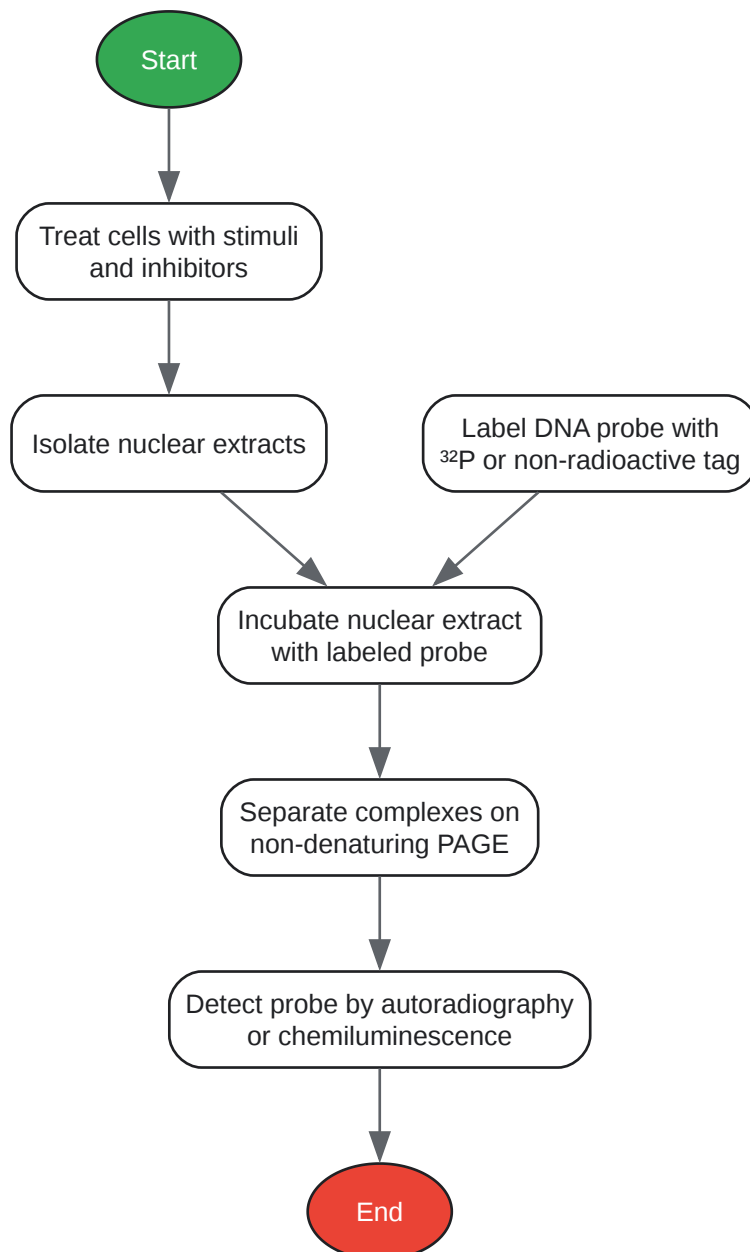 Start
Treat cells with stimuli
and inhibitors
Isolate nuclear extracts
Label DNA probe with
³²P or non-radioactive tag
Incubate nuclear extract
with labeled probe
Separate complexes on
non-denaturing PAGE
Detect probe by autoradiography
or chemiluminescence
End